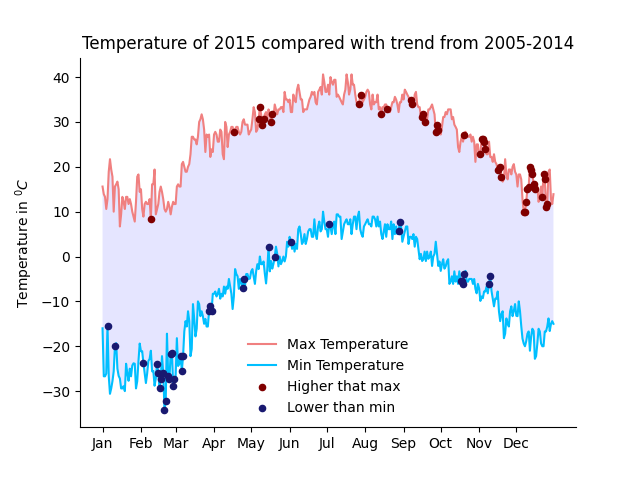 Temperature of 2015 compared with trend from 2005-2014
Temperature in ⁰C
40
30
20
10
0
−10
−20
−30
Max Temperature
Min Temperature
Higher that max
Lower than min
Jan Feb Mar Apr May Jun Jul Aug Sep Oct Nov Dec